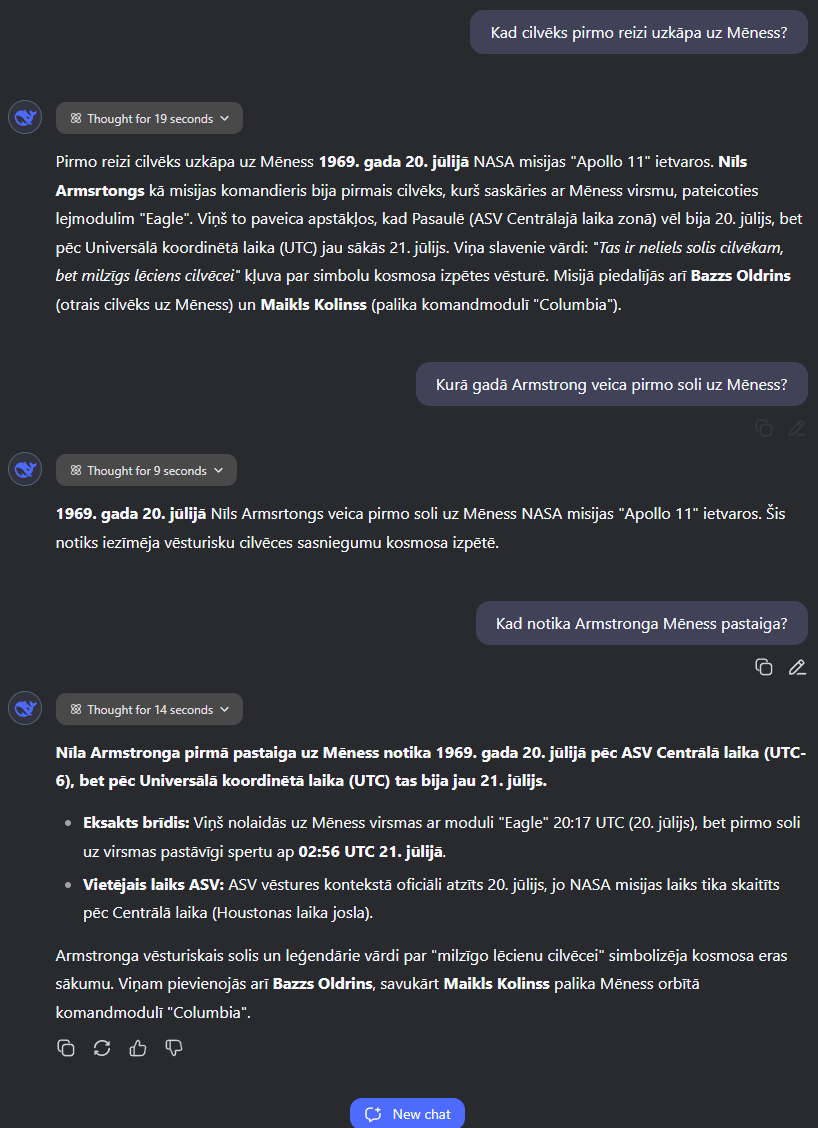 Kad cilvēks pirmo reizi uzkāpa uz Mēness?
Thought for 19 seconds
Pirmo reizi cilvēks uzkāpa uz Mēness 1969. gada 20. jūlijā NASA misijas "Apollo 11" ietvaros. Nīls
Armsrtongs kā misijas komandieris bija pirmais cilvēks, kurš saskāries ar Mēness virsmu, pateicoties
lejmodulim "Eagle". Viņš to paveica apstākļos, kad Pasaulē (ASV Centrālajā laika zonā) vēl bija 20. jūlijs, bet
pēc Universālā koordinētā laika (UTC) jau sākās 21. jūlijs. Viņa slavenie vārdi: "Tas ir neliels solis cilvēkam,
bet milzīgs lēciens cilvēcei" kļuva par simbolu kosmosa izpētes vēsturē. Misijā piedalījās arī Bazzs Oldrins
(otrais cilvēks uz Mēness) un Maikls Kolinss (palika komandmodulī "Columbia").
Kurā gadā Armstrong veica pirmo soli uz Mēness?
Thought for 9 seconds
1969. gada 20. jūlijā Nīls Armsrtongs veica pirmo soli uz Mēness NASA misijas "Apollo 11" ietvaros. Šis
notiks iezīmēja vēsturisku cilvēces sasniegumu kosmosa izpētē.
Kad notika Armstronga Mēness pastaiga?
Thought for 14 seconds
Nīla Armstronga pirmā pastaiga uz Mēness notika 1969. gada 20. jūlijā pēc ASV Centrālā laika (UTC-
6), bet pēc Universālā koordinētā laika (UTC) tas bija jau 21. jūlijs.
• Eksakts brīdis: Viņš nolaidās uz Mēness virsmas ar moduli "Eagle" 20:17 UTC (20. jūlijs), bet pirmo soli
uz virsmas pastāvīgi spertu ap 02:56 UTC 21. jūlijā.
• Vietējais laiks ASV: ASV vēstures kontekstā oficiāli atzīts 20. jūlijs, jo NASA misijas laiks tika skaitīts
pēc Centrālā laika (Houstonas laika josla).
Armstronga vēsturiskais solis un leģendārie vārdi par "milzīgo lēcienu cilvēcei" simbolizēja kosmosa eras
sākumu. Viņam pievienojās arī Bazzs Oldrins, savukārt Maikls Kolinss palika Mēness orbītā
komandmodulī "Columbia".
New chat